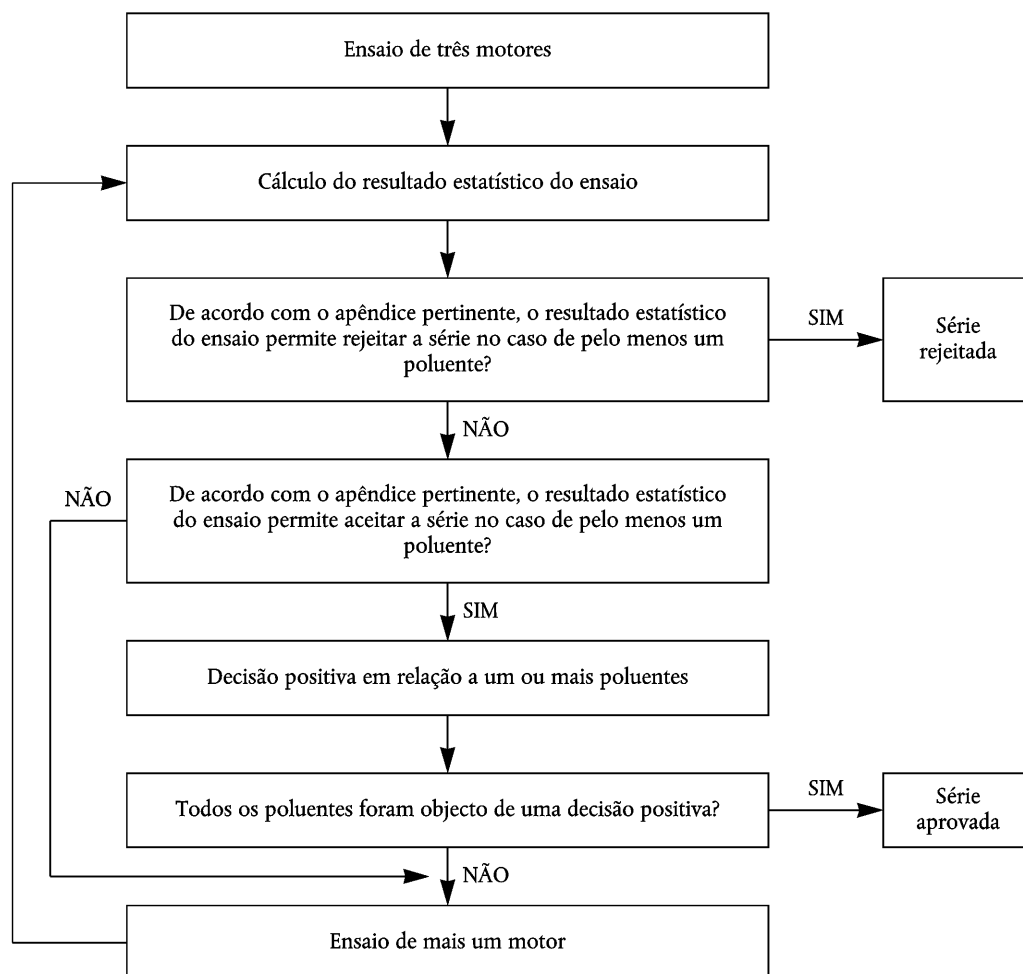 Ensaio de três motores
Cálculo do resultado estatístico do ensaio
De acordo com o apêndice pertinente, o resultado estatístico
do ensaio permite rejeitar a série no caso de pelo menos um
poluente?
SIM
Série
rejeitada
NÃO
De acordo com o apêndice pertinente, o resultado estatístico
do ensaio permite aceitar a série no caso de pelo menos um
poluente?
NÃO
SIM
Decisão positiva em relação a um ou mais poluentes
Todos os poluentes foram objecto de uma decisão positiva?
SIM
Série
aprovada
NÃO
Ensaio de mais um motor